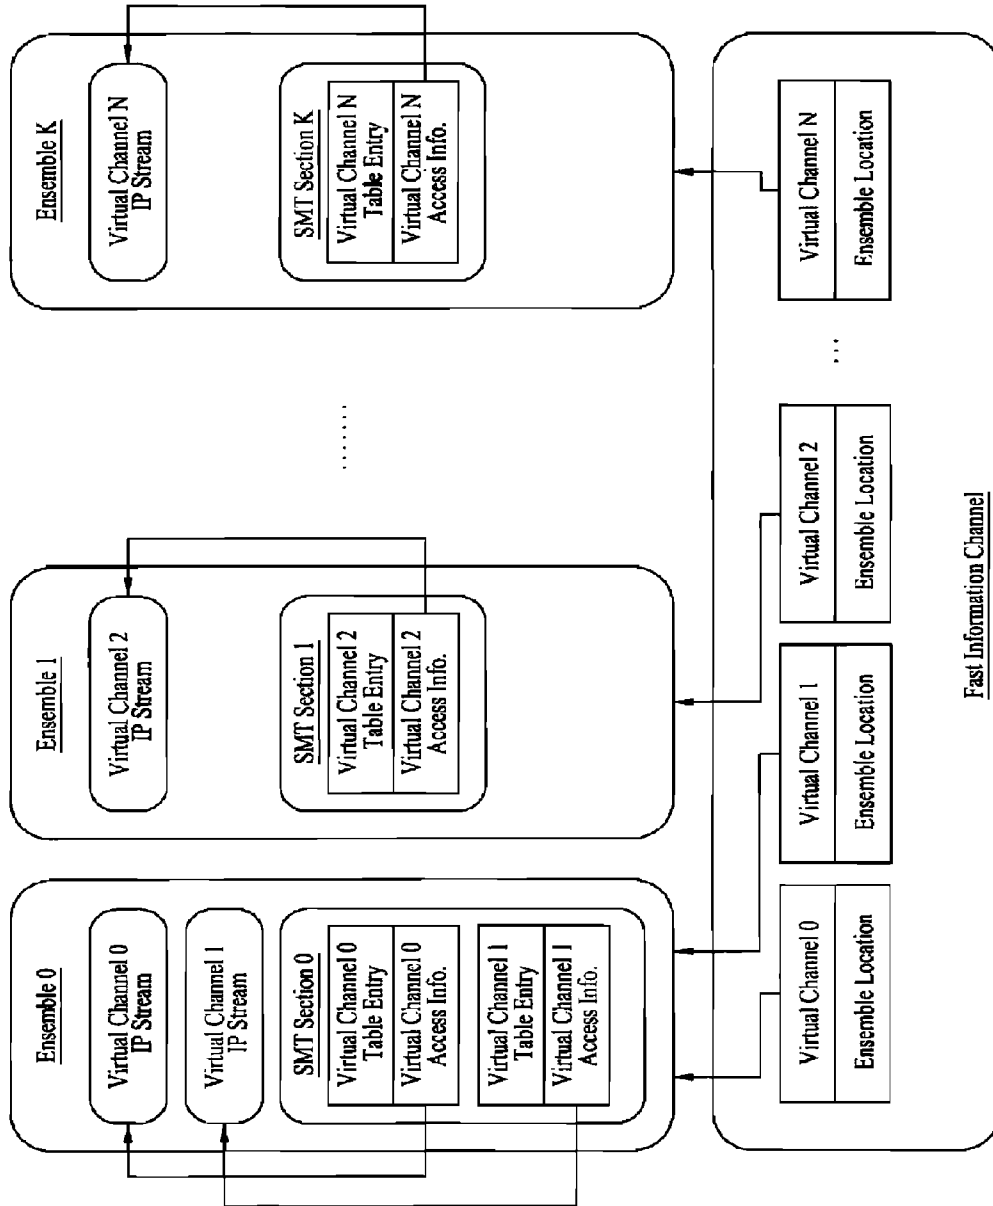 Ensemble 0
Virtual Channel 0
IP Stream
Virtual Channel 1
IP Stream
SMT Section 0
Virtual Channel 0
Table Entry
Virtual Channel 0
Access Info.
Virtual Channel 1
Table Entry
Virtual Channel 1
Access Info.
Ensemble 1
Virtual Channel 2
IP Stream
SMT Section 1
Virtual Channel 2
Table Entry
Virtual Channel 2
Access Info.
........
Ensemble K
Virtual Channel N
IP Stream
SMT Section K
Virtual Channel N
Table Entry
Virtual Channel N
Access Info.
Virtual Channel 0
Ensemble Location
Virtual Channel 1
Ensemble Location
Virtual Channel 2
Ensemble Location
...
Virtual Channel N
Ensemble Location
Fast Information Channel